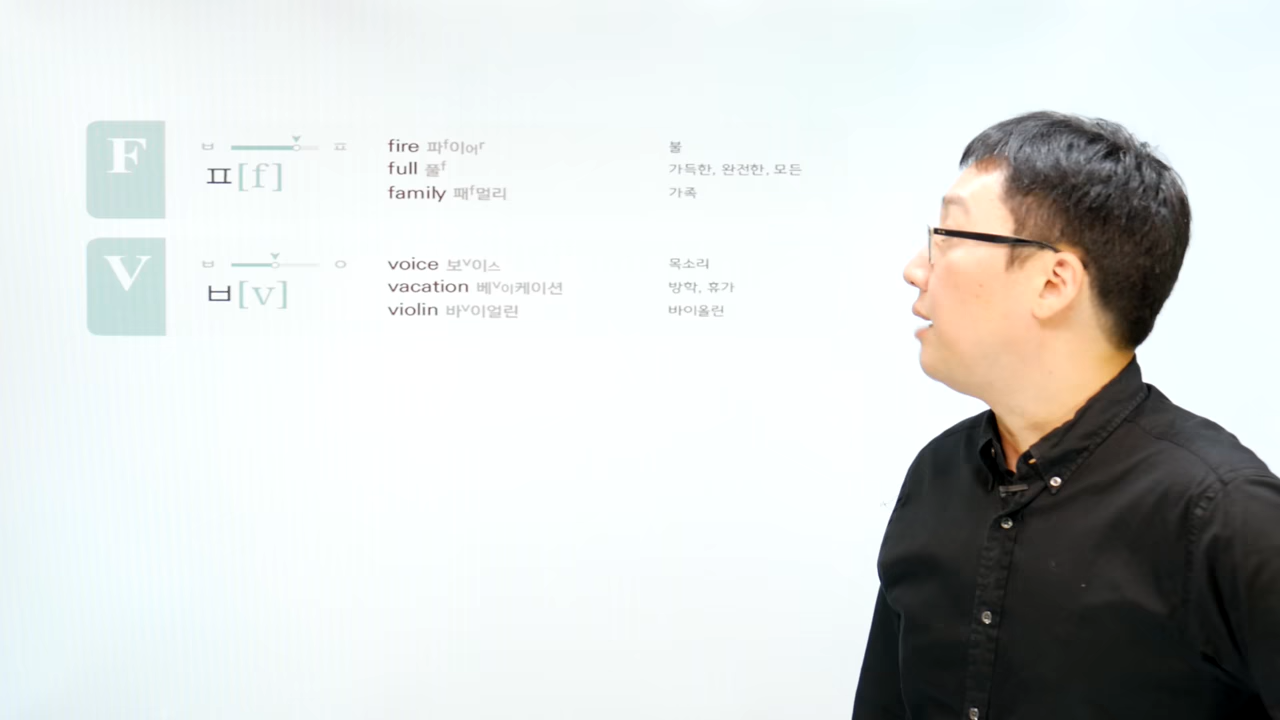 F
ㅂ ㅍ
ㅍ[f]
fire 파ᶠ이어ʳ 불
full 풀ᶠ 가득한, 완전한, 모든
family 패ᶠ멀리 가족
V
ㅂ ㅇ
ㅂ[v]
voice 보ᵛ이ㅅ 목소리
vacation 베ᵛ이케이션 방학, 휴가
violin 바ᵛ이얼린 바이올린